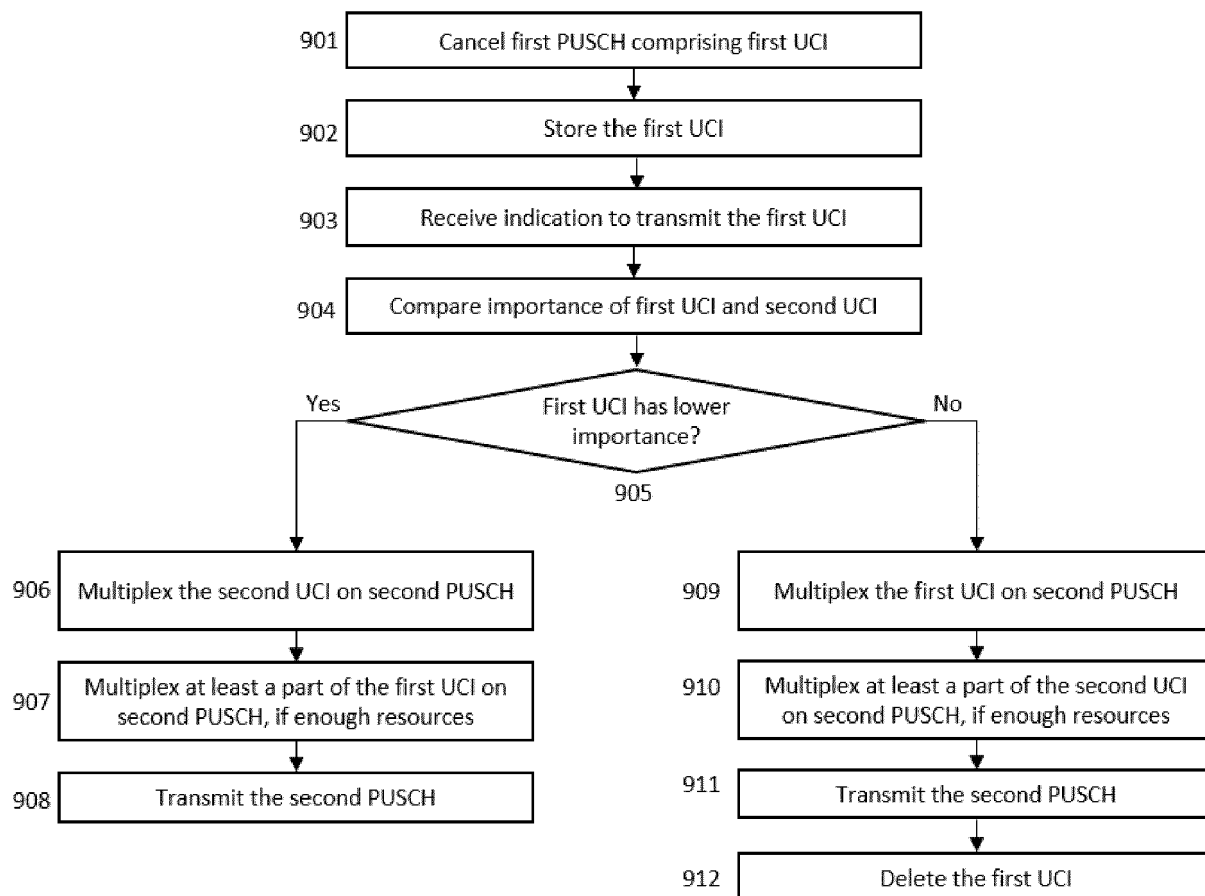 901
Cancel first PUSCH comprising first UCI
902
Store the first UCI
903
Receive indication to transmit the first UCI
904
Compare importance of first UCI and second UCI
Yes
First UCI has lower
importance?
No
905
906
Multiplex the second UCI on second PUSCH
907
Multiplex at least a part of the first UCI on
second PUSCH, if enough resources
908
Transmit the second PUSCH
909
Multiplex the first UCI on second PUSCH
910
Multiplex at least a part of the second UCI
on second PUSCH, if enough resources
911
Transmit the second PUSCH
912
Delete the first UCI